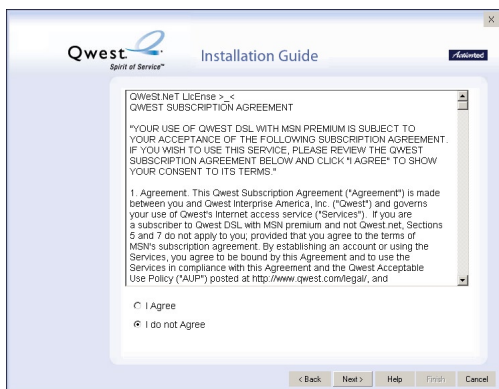 X
Qwest.
Spirit of Service™
Installation Guide
Actiontec
QWeSt.NeT LIcEnse >_<
QWEST SUBSCRIPTION AGREEMENT
"YOUR USE OF QWEST DSL WITH MSN PREMIUM IS SUBJECT TO
YOUR ACCEPTANCE OF THE FOLLOWING SUBSCRIPTION AGREEMENT.
IF YOU WISH TO USE THIS SERVICE, PLEASE REVIEW THE QWEST
SUBSCRIPTION AGREEMENT BELOW AND CLICK "I AGREE" TO SHOW
YOUR CONSENT TO ITS TERMS."
1. Agreement. This Qwest Subscription Agreement ("Agreement") is made
between you and Qwest Interprise America, Inc. ("Qwest") and governs
your use of Qwest's Internet access service ("Services"). If you are
a subscriber to Qwest DSL with MSN premium and not Qwest.net, Sections
5 and 7 do not apply to you; provided that you agree to the terms of
MSN's subscription agreement. By establishing an account or using the
Services, you agree to be bound by this Agreement and to use the
Services in compliance with this Agreement and the Qwest Acceptable
Use Policy ("AUP") posted at http://www.qwest.com/legal/, and
I Agree
I do not Agree
< Back
Next >
Help
Finish
Cancel